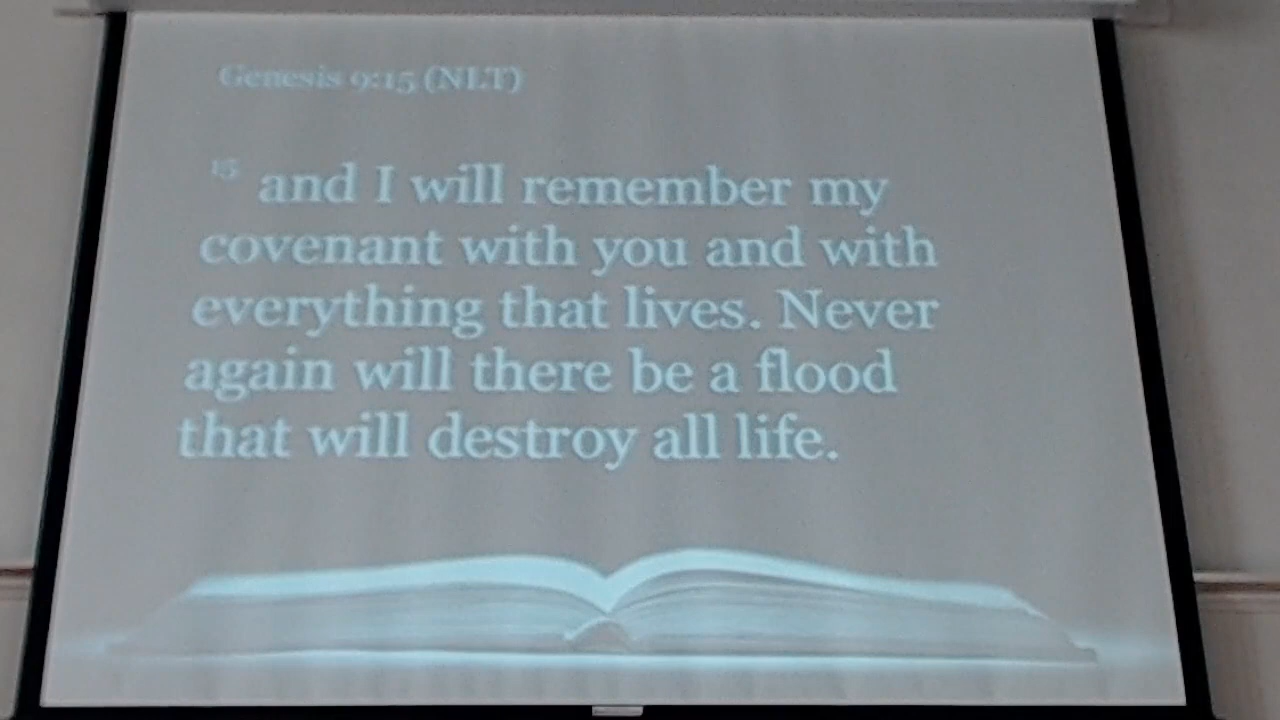 Genesis 9:15 (NLT)
15 and I will remember my
covenant with you and with
everything that lives. Never
again will there be a flood
that will destroy all life.